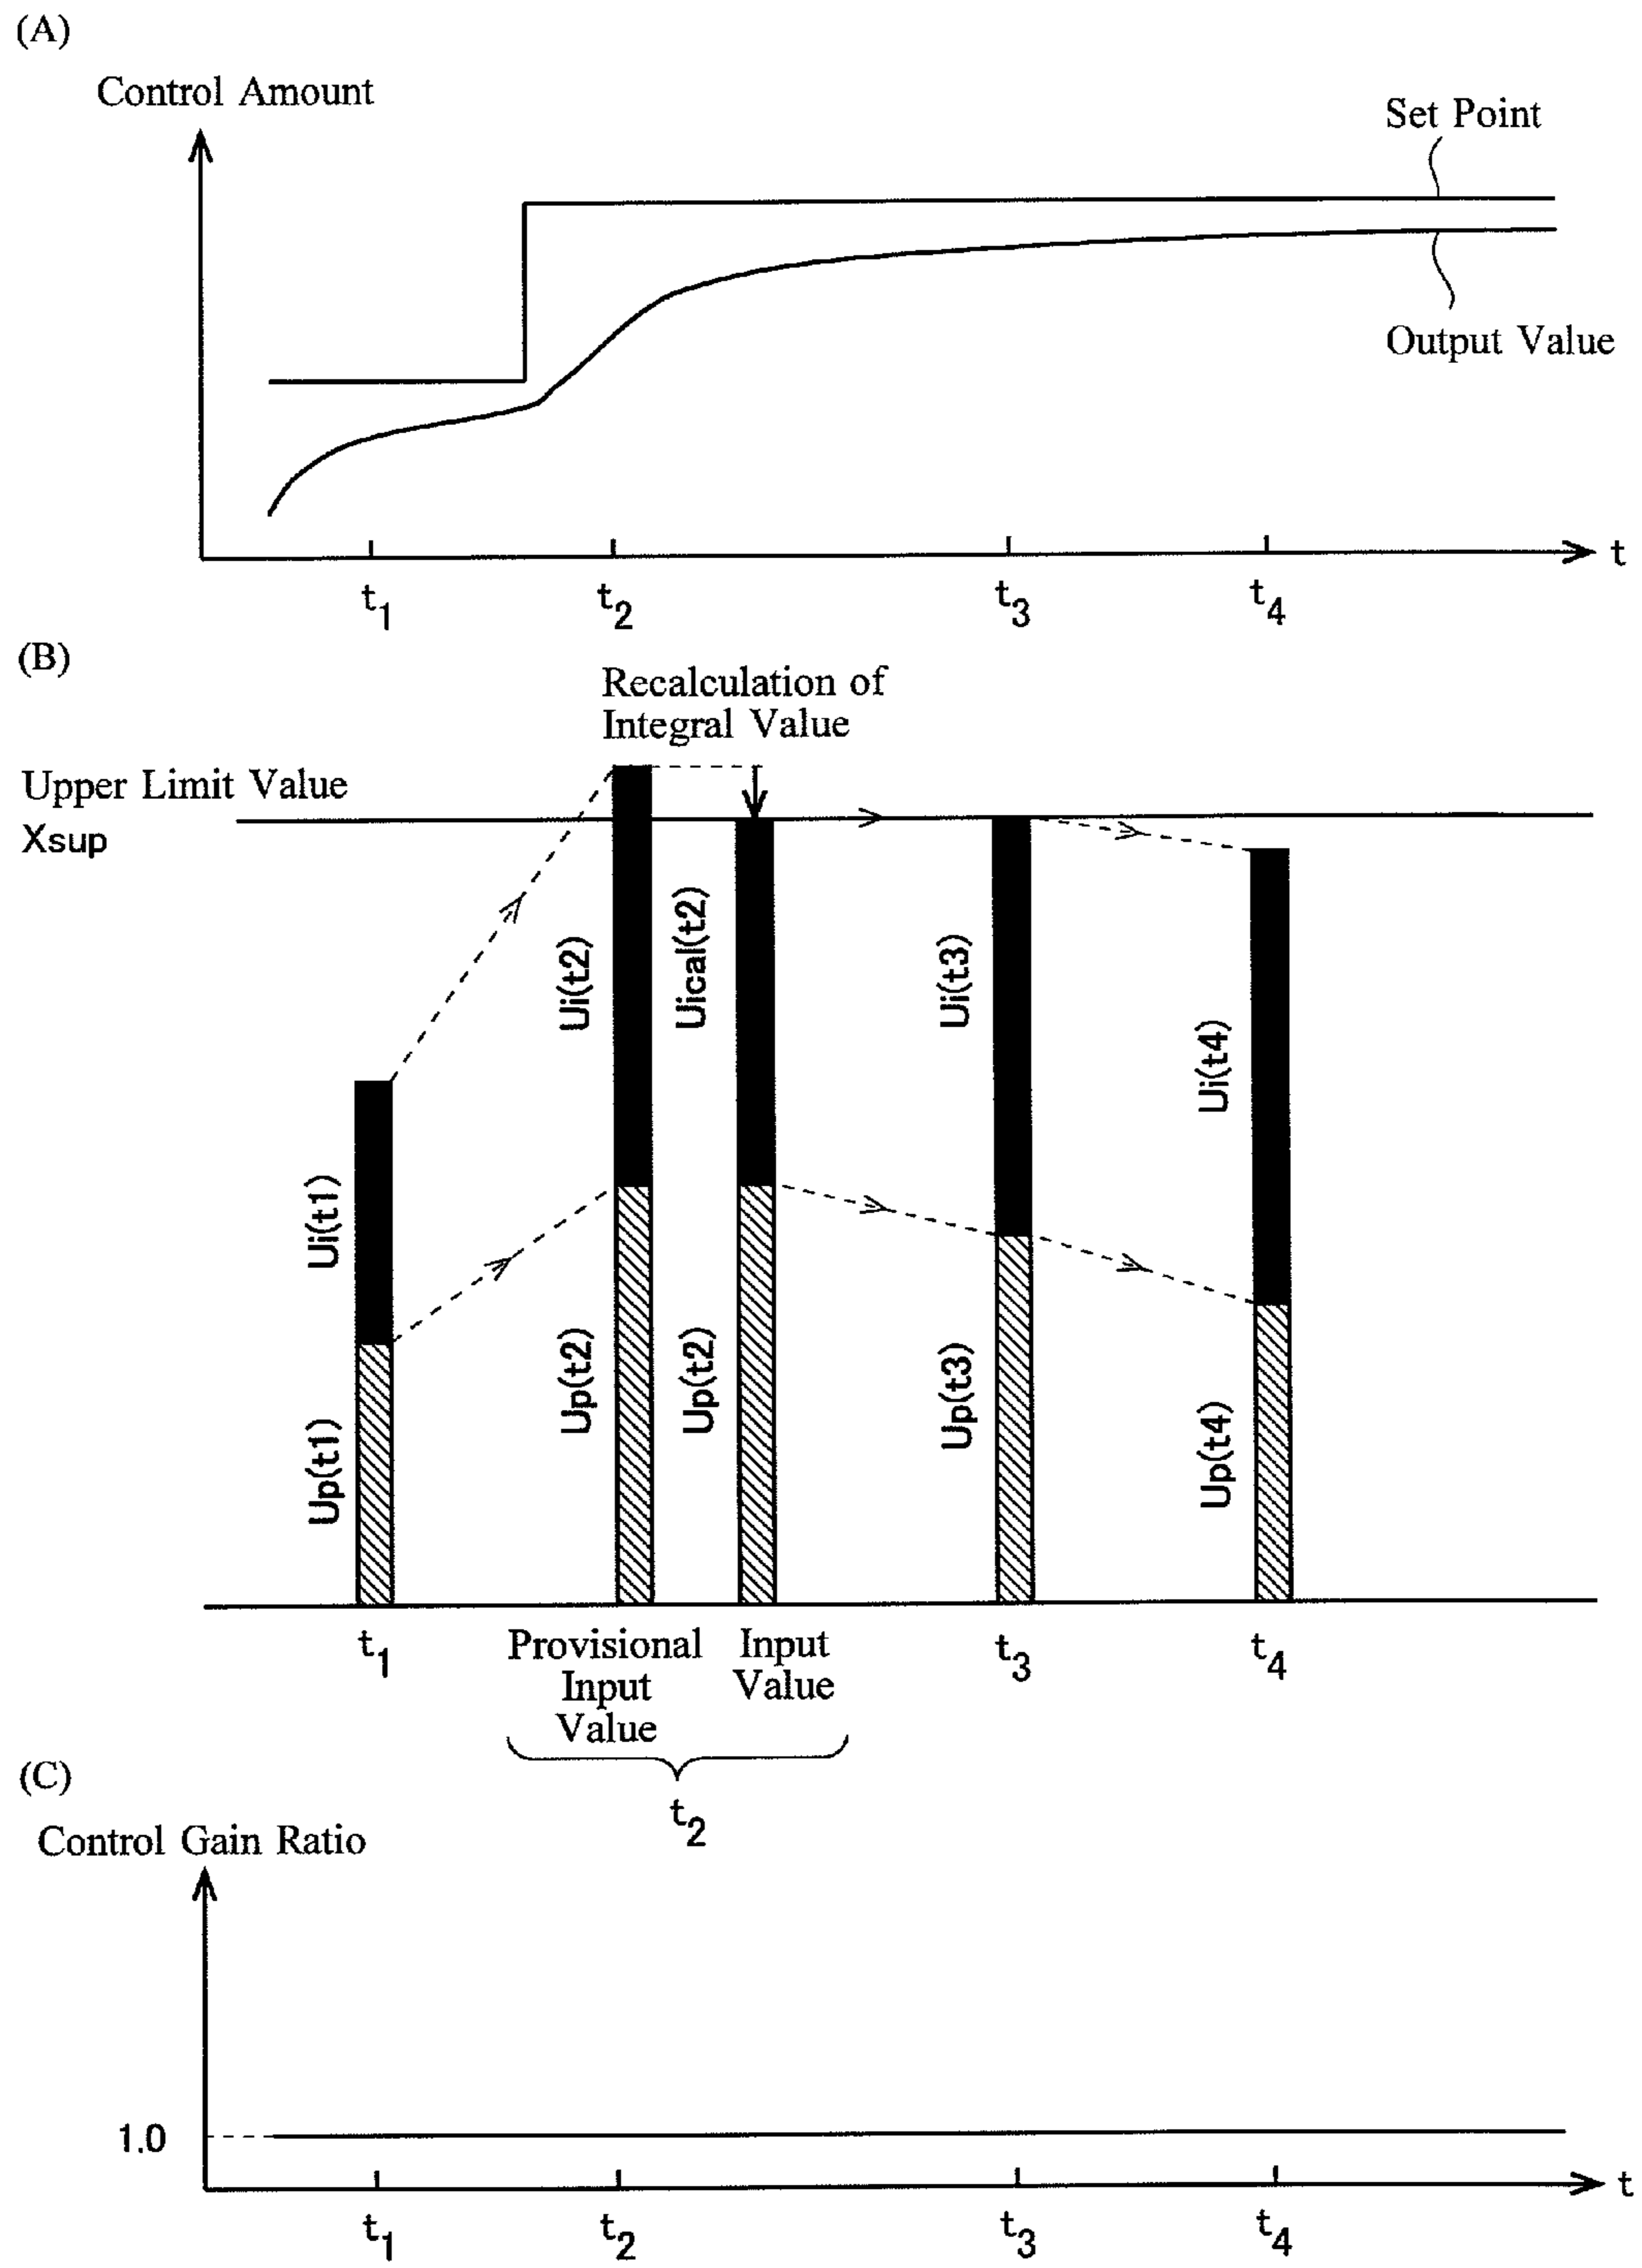 (A)
Control Amount
Set Point
Output Value
t
t1
t2
t3
t4
(B)
Recalculation of
Integral Value
Upper Limit Value
Xsup
Ui(t1)
Up(t1)
Ui(t2)
Up(t2)
Uical(t2)
Up(t2)
Ui(t3)
Up(t3)
Ui(t4)
Up(t4)
t1
Provisional
Input
Value
Input
Value
t2
t3
t4
(C)
Control Gain Ratio
1.0
t
t1
t2
t3
t4